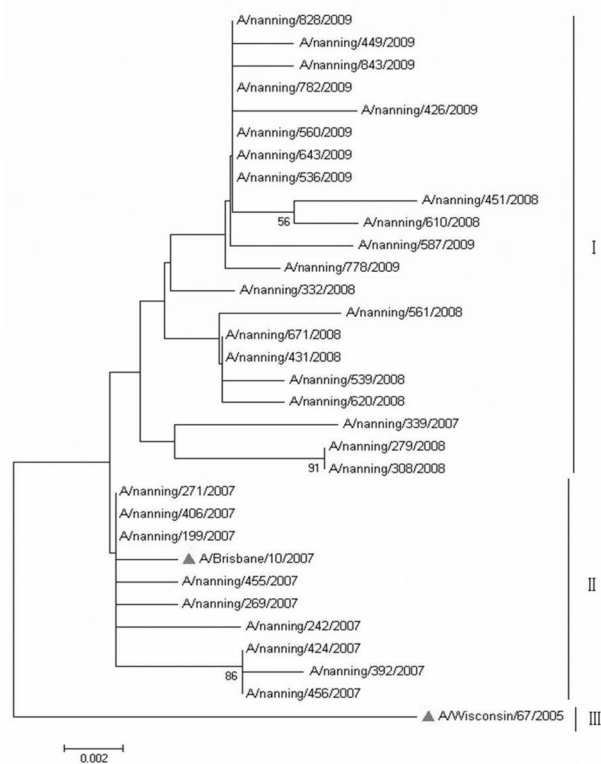 A/nanning/828/2009
A/nanning/449/2009
A/nanning/843/2009
A/nanning/782/2009
A/nanning/426/2009
A/nanning/560/2009
A/nanning/643/2009
A/nanning/536/2009
A/nanning/451/2008
56
A/nanning/610/2008
A/nanning/587/2009
I
A/nanning/778/2009
A/nanning/332/2008
A/nanning/561/2008
A/nanning/671/2008
A/nanning/431/2008
A/nanning/539/2008
A/nanning/620/2008
A/nanning/339/2007
A/nanning/279/2008
91
A/nanning/308/2008
A/nanning/271/2007
A/nanning/406/2007
A/nanning/199/2007
A/Brisbane/10/2007
A/nanning/455/2007
II
A/nanning/269/2007
A/nanning/242/2007
A/nanning/424/2007
86
A/nanning/392/2007
A/nanning/456/2007
A/Wisconsin/67/2005
III
0.002